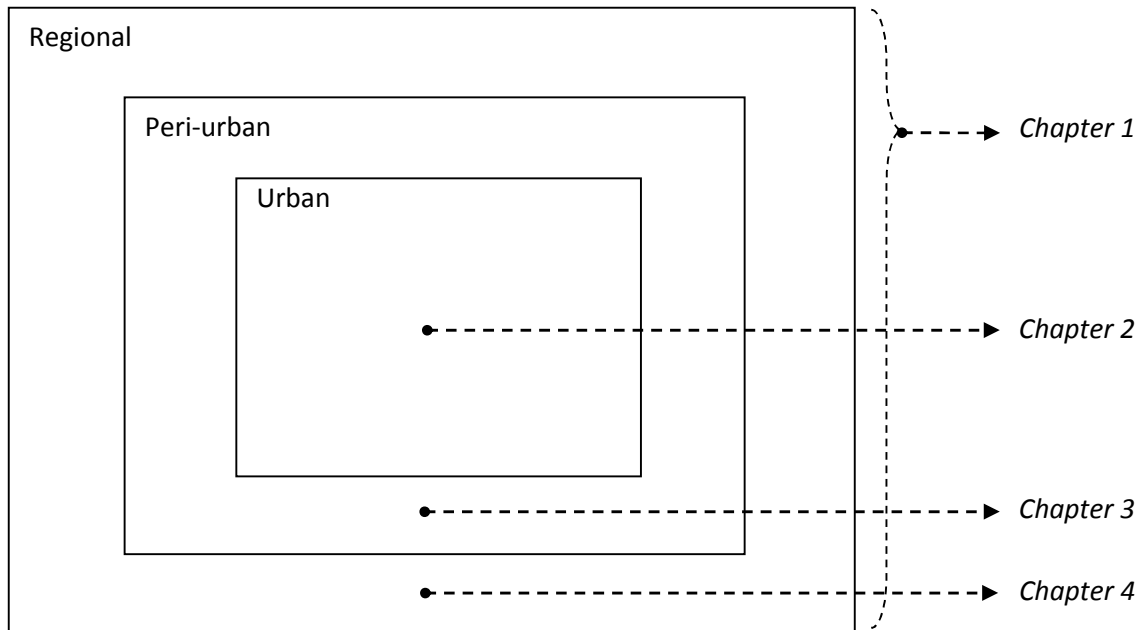 Regional
Peri-urban
Chapter 1
Urban
Chapter 2
Chapter 3
Chapter 4